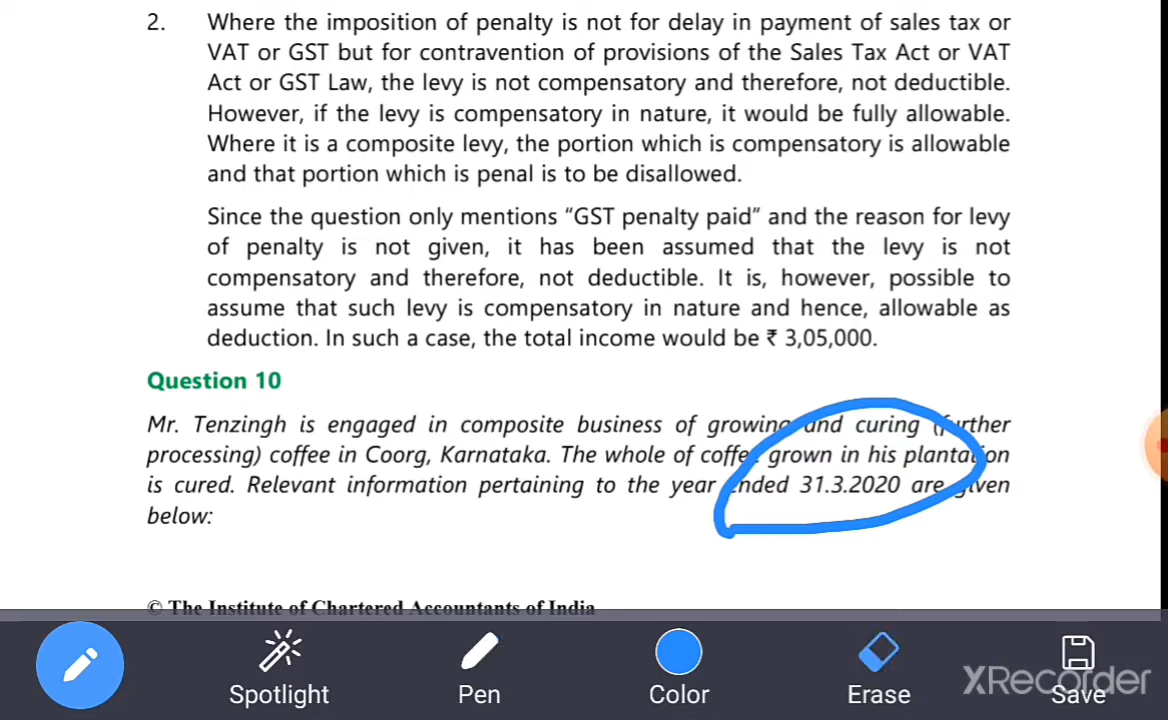 2. Where the imposition of penalty is not for delay in payment of sales tax or
VAT or GST but for contravention of provisions of the Sales Tax Act or VAT
Act or GST Law, the levy is not compensatory and therefore, not deductible.
However, if the levy is compensatory in nature, it would be fully allowable.
Where it is a composite levy, the portion which is compensatory is allowable
and that portion which is penal is to be disallowed.
Since the question only mentions “GST penalty paid” and the reason for levy
of penalty is not given, it has been assumed that the levy is not
compensatory and therefore, not deductible. It is, however, possible to
assume that such levy is compensatory in nature and hence, allowable as
deduction. In such a case, the total income would be ₹ 3,05,000.
Question 10
Mr. Tenzingh is engaged in composite business of growing and curing (further
processing) coffee in Coorg, Karnataka. The whole of coffee grown in his plantation
is cured. Relevant information pertaining to the year ended 31.3.2020 are given
below:
© The Institute of Chartered Accountants of India
Spotlight Pen Color Erase Save
XRecorder